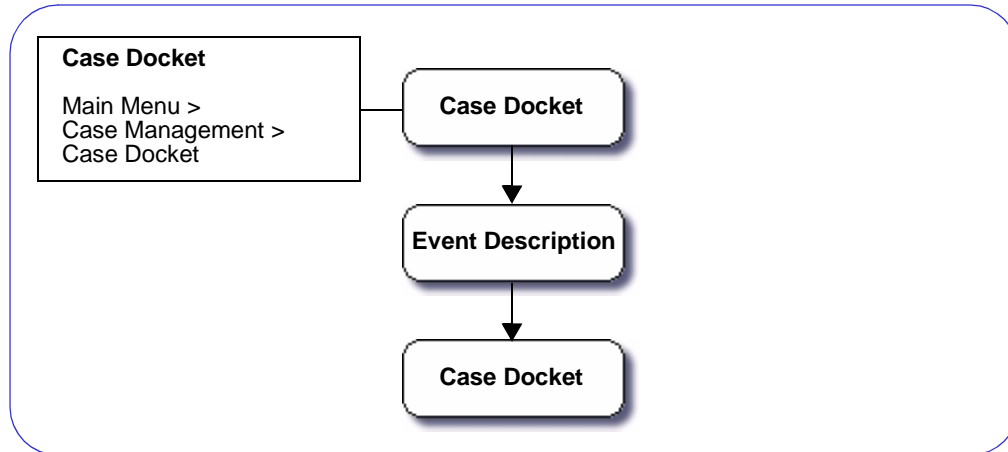 Case Docket
Main Menu >
Case Management >
Case Docket
Case Docket
Event Description
Case Docket